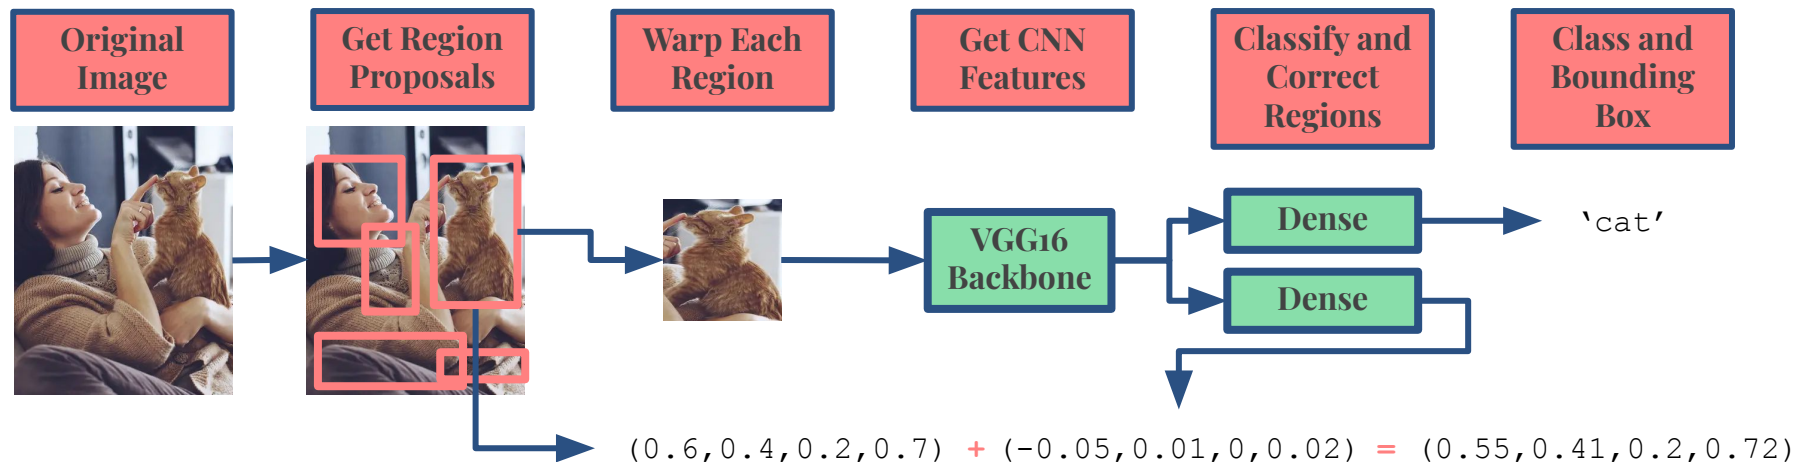 Original
Image
Get Region
Proposals
Warp Each
Region
Get CNN
Features
Classify and
Correct
Regions
Class and
Bounding
Box
VGG16
Backbone
Dense
Dense
‘cat’
(0.6,0.4,0.2,0.7) + (-0.05,0.01,0,0.02) = (0.55,0.41,0.2,0.72)